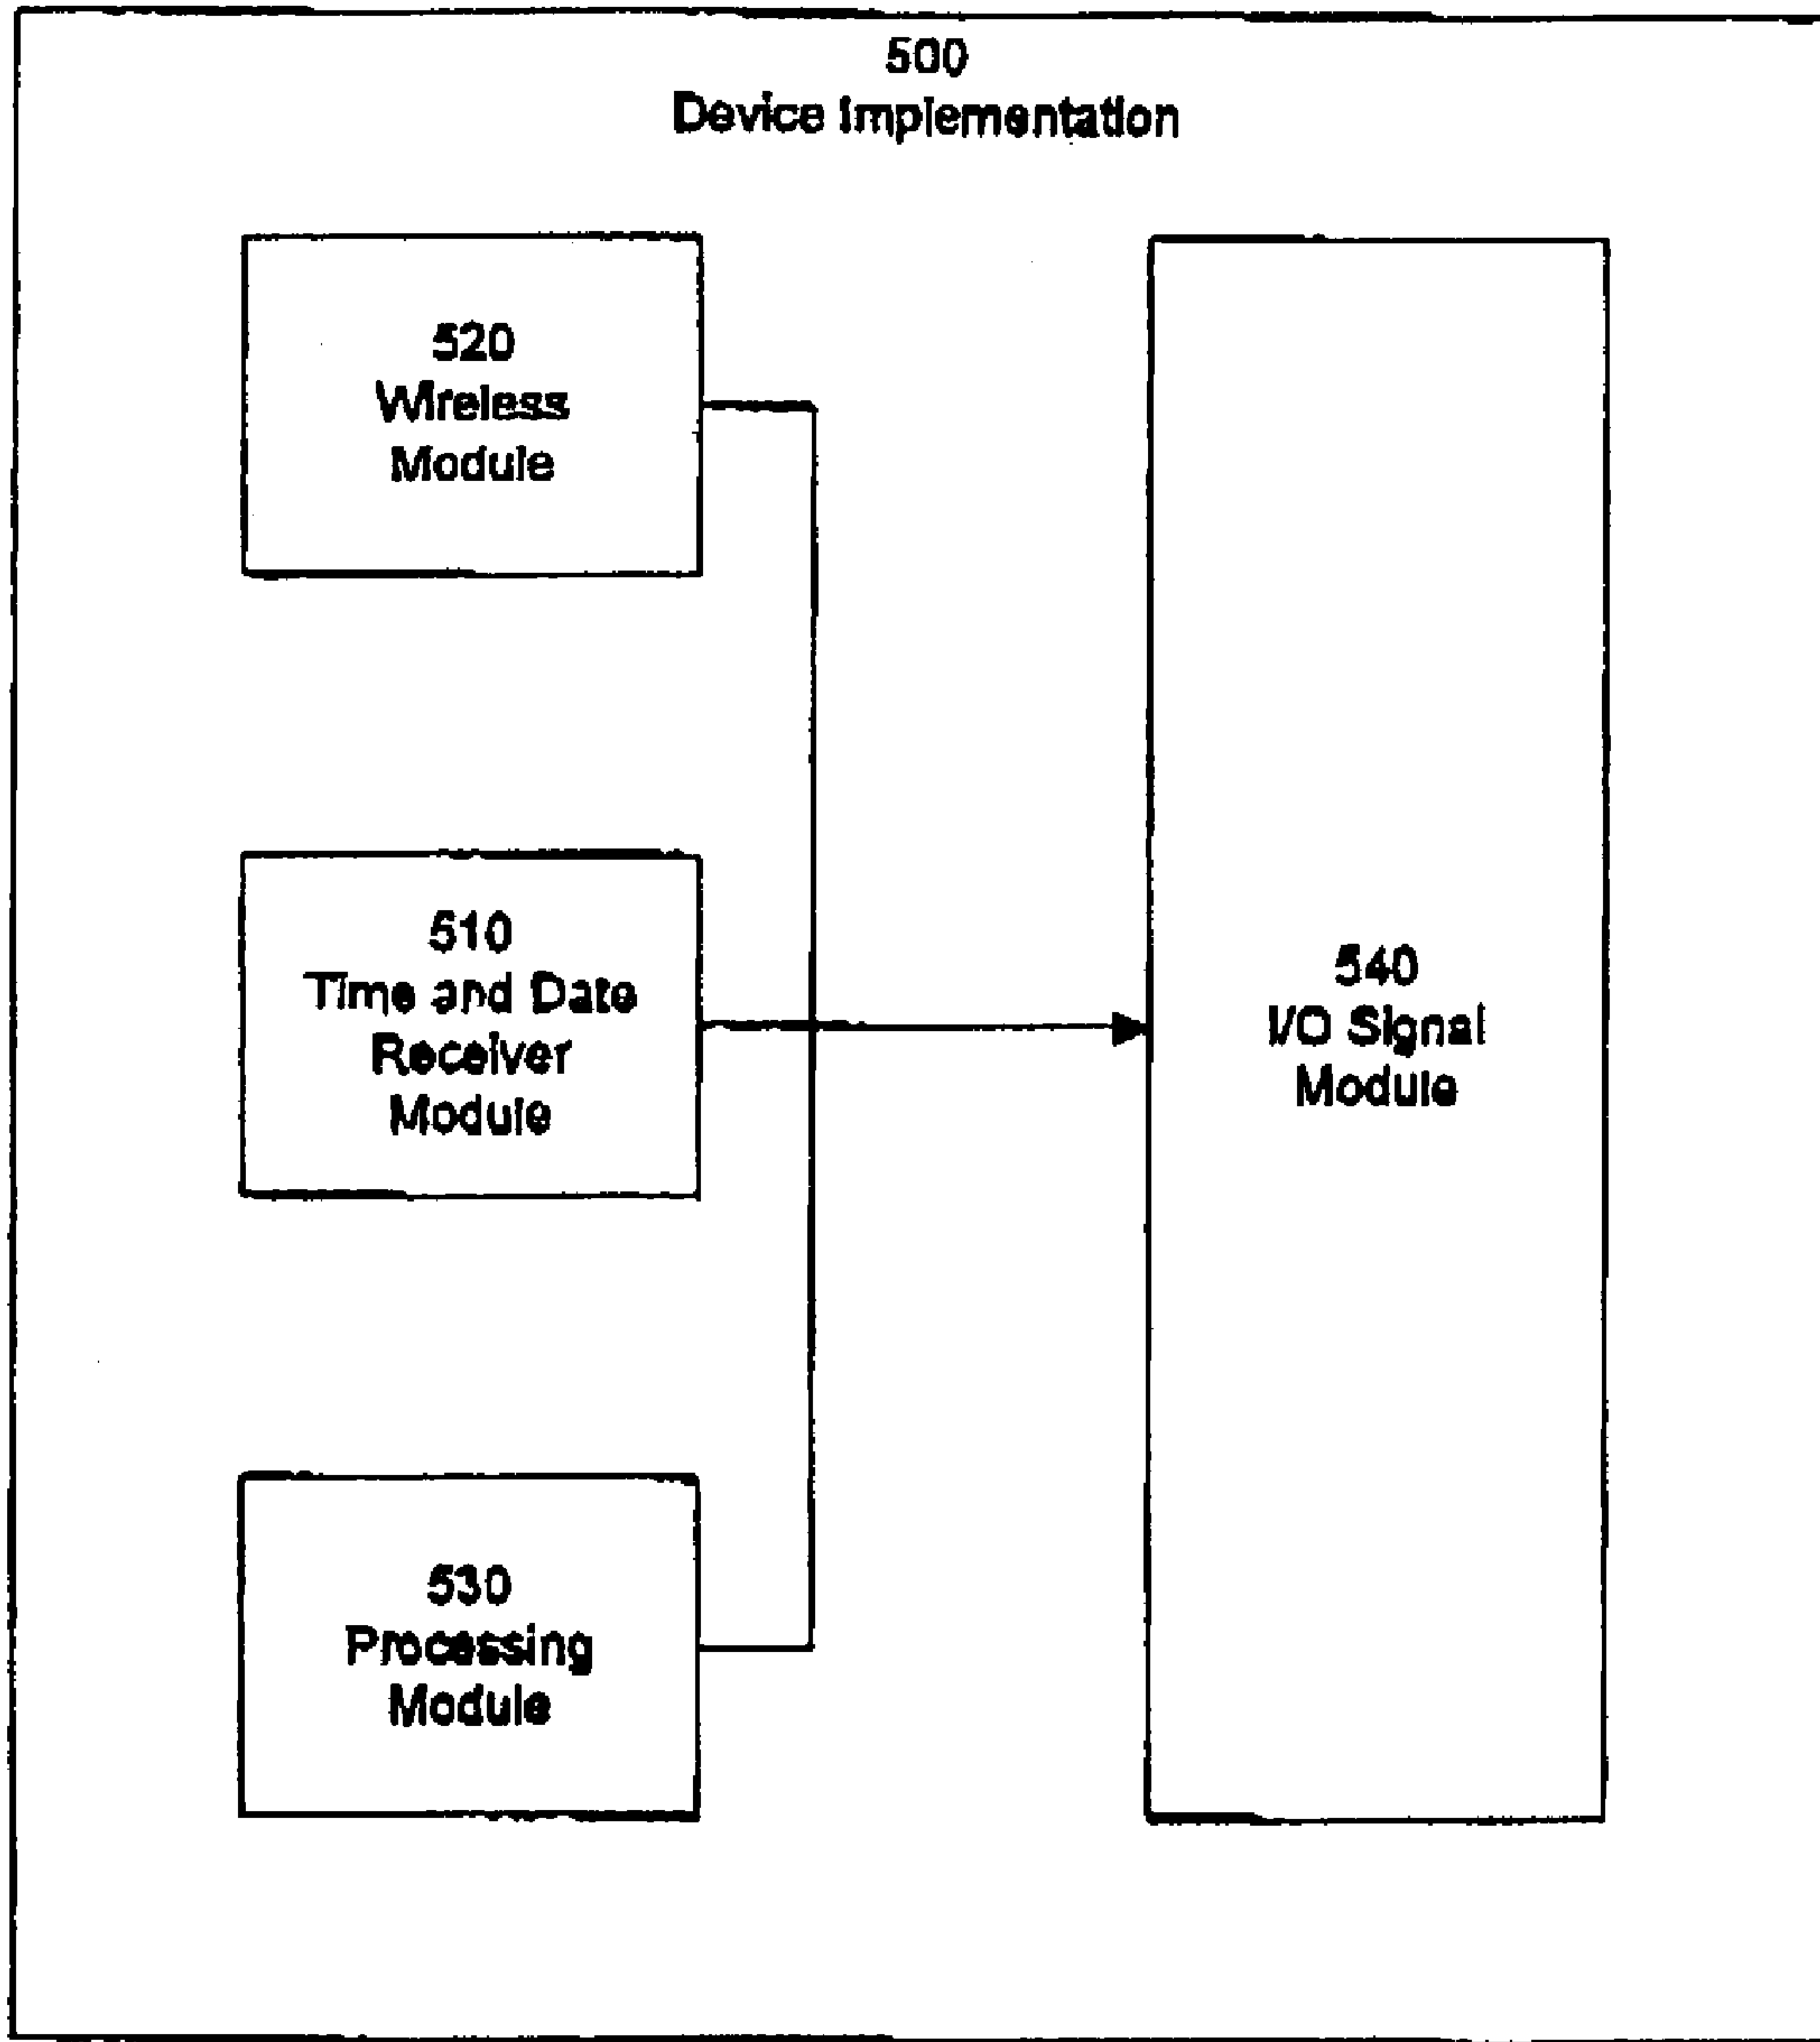 500
Device Implementation
520
Wireless
Module
510
Time and Date
Receiver
Module
540
I/O Signal
Module
530
Processing
Module